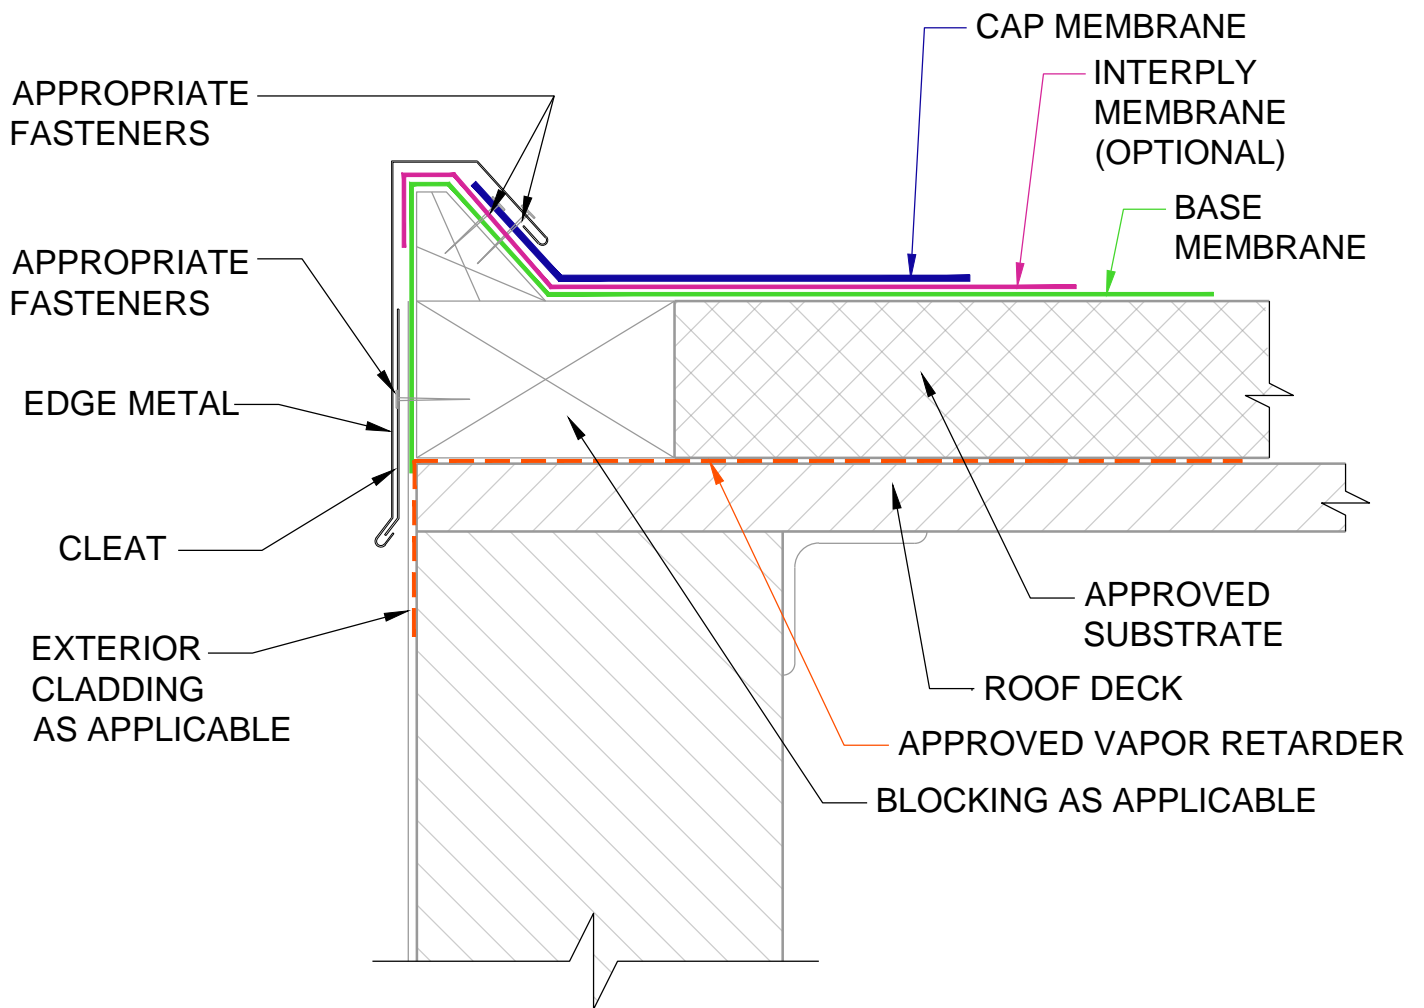 CAP MEMBRANE
INTERPLY
MEMBRANE
(OPTIONAL)
BASE
MEMBRANE
APPROPRIATE
FASTENERS
APPROPRIATE
FASTENERS
EDGE METAL
CLEAT
EXTERIOR
CLADDING
AS APPLICABLE
APPROVED
SUBSTRATE
ROOF DECK
APPROVED VAPOR RETARDER
BLOCKING AS APPLICABLE